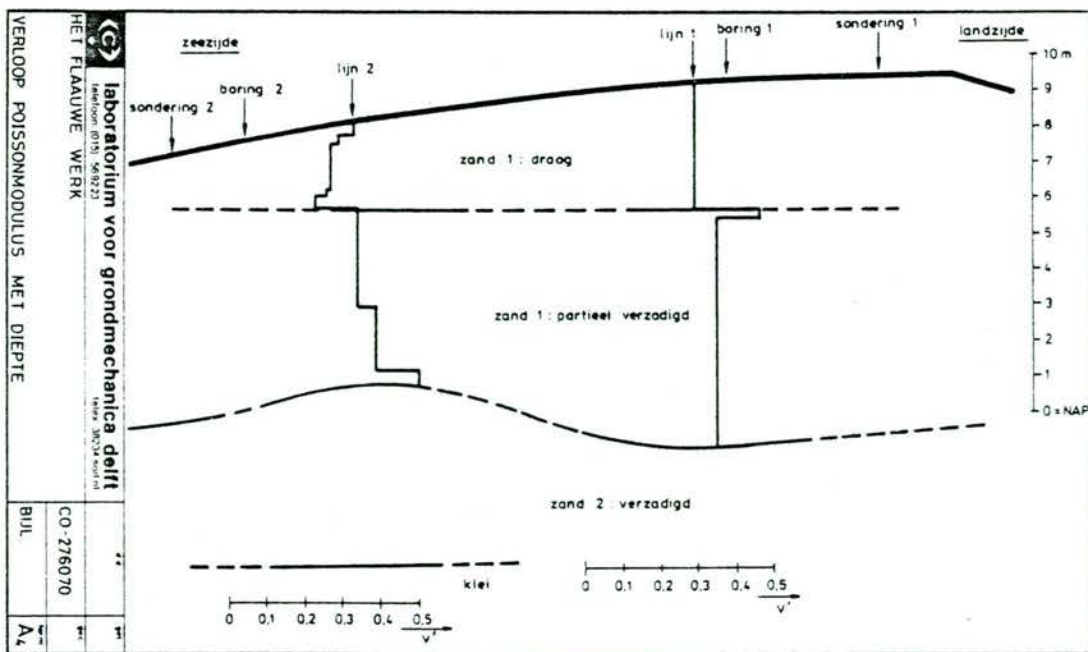 zeezijde
landzijde
sondering 2
boring 2
lijn 2
lijn 1
boring 1
sondering 1
10 m
9
8
7
6
5
4
3
2
1
0 = NAP
zand 1 : droog
zand 1 : partieel verzadigd
zand 2 : verzadigd
klei
0 0,1 0,2 0,3 0,4 0,5
v'
0 0,1 0,2 0,3 0,4 0,5
v'
laboratorium voor grondmechanica delft
telefoon: (015) 569223
HET FLAAUWE WERK
VERLOOP POISSONMODULUS MET DIEPTE
CO-276070
BIJL
A4